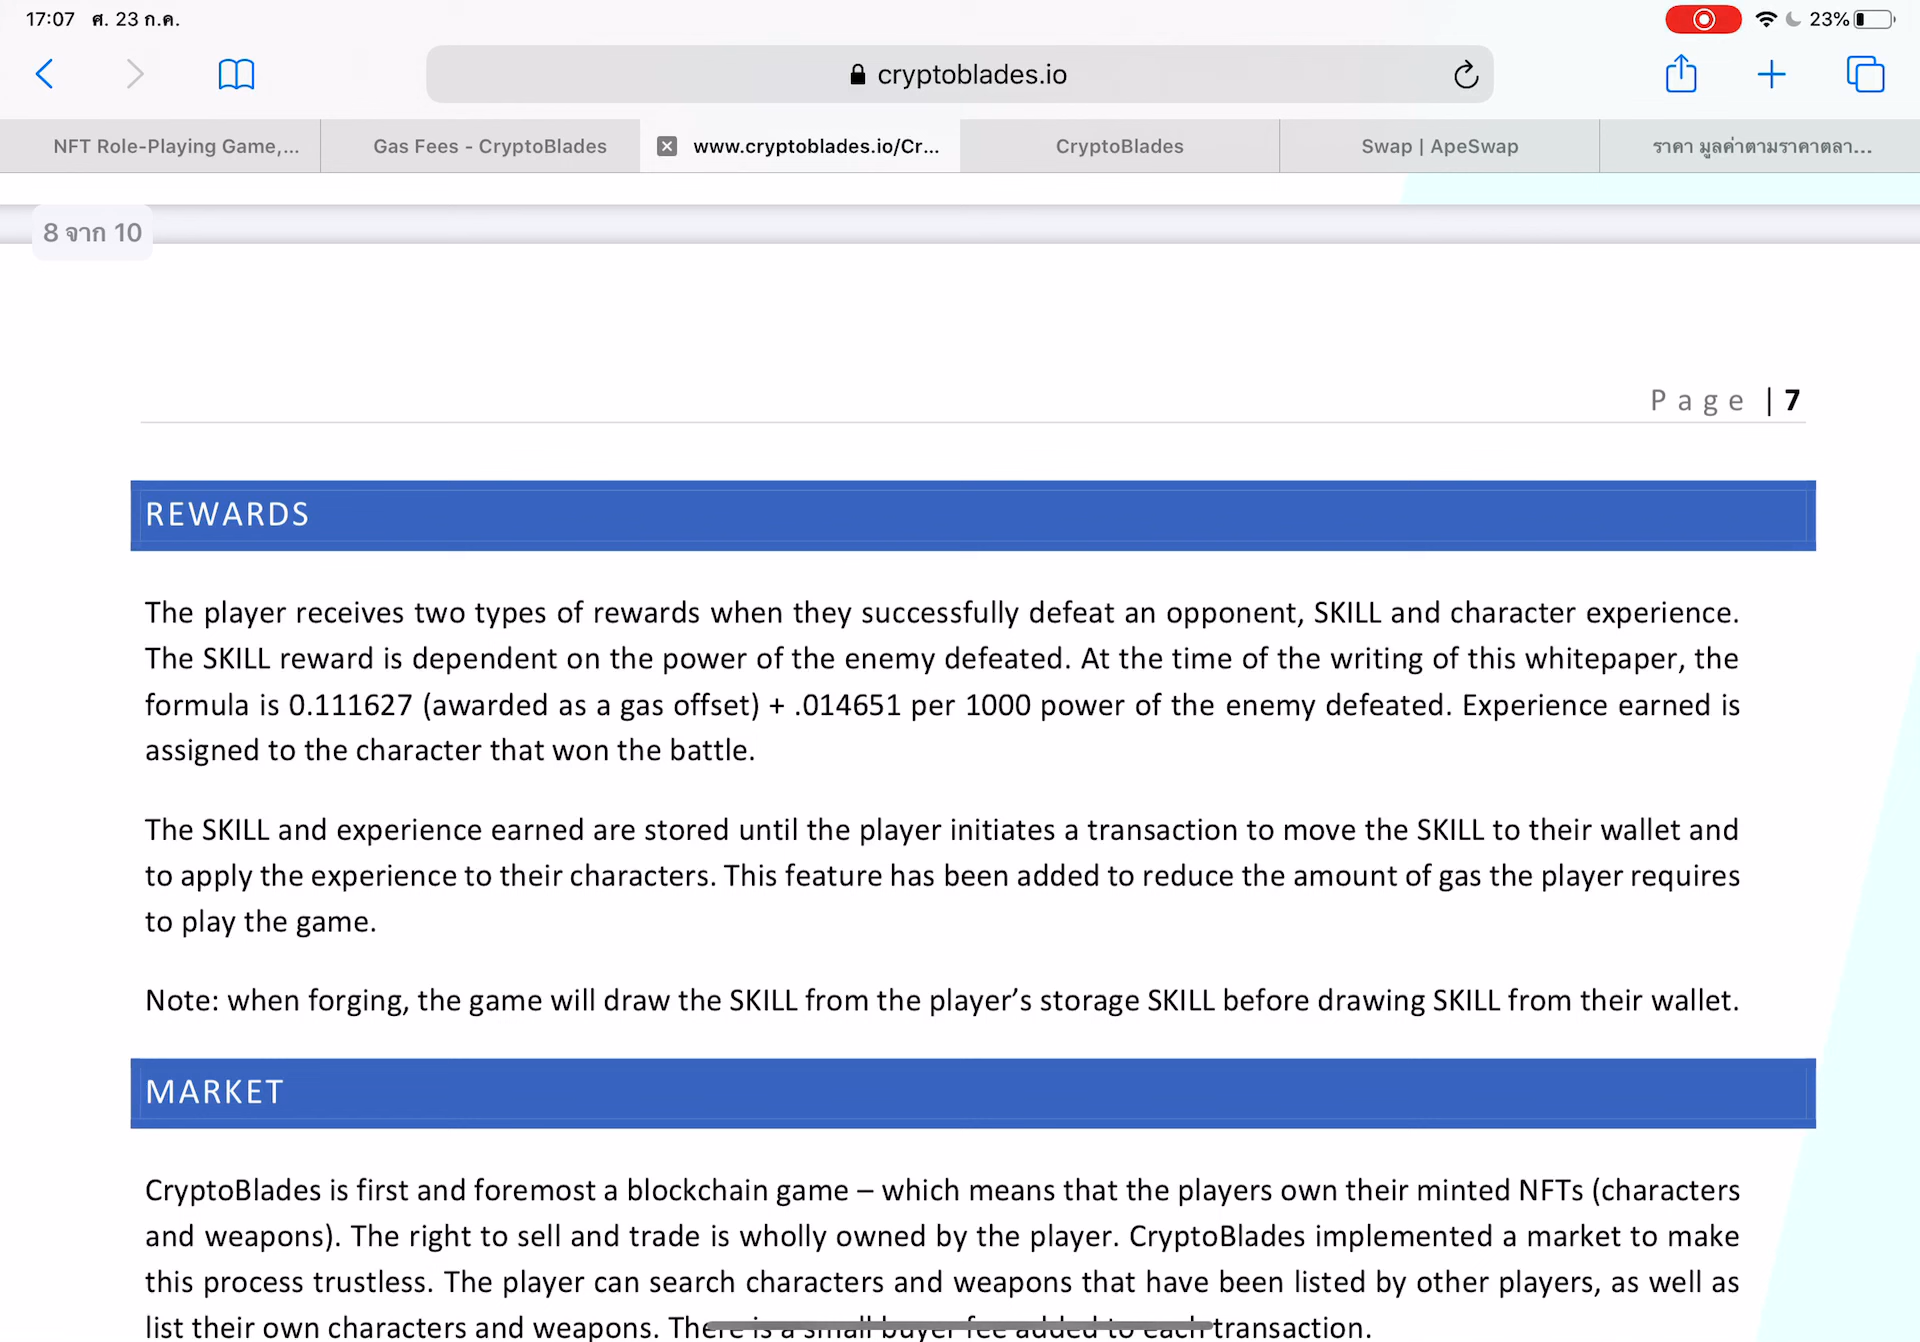 17:07 ศ. 23 ก.ค.
23%
cryptoblades.io
NFT Role-Playing Game,...
Gas Fees - CryptoBlades
www.cryptoblades.io/Cr...
CryptoBlades
Swap | ApeSwap
ราคา มูลค่าตามราคาตลา...
8 จาก 10
Page | 7
REWARDS
The player receives two types of rewards when they successfully defeat an opponent, SKILL and character experience.
The SKILL reward is dependent on the power of the enemy defeated. At the time of the writing of this whitepaper, the
formula is 0.111627 (awarded as a gas offset) + .014651 per 1000 power of the enemy defeated. Experience earned is
assigned to the character that won the battle.
The SKILL and experience earned are stored until the player initiates a transaction to move the SKILL to their wallet and
to apply the experience to their characters. This feature has been added to reduce the amount of gas the player requires
to play the game.
Note: when forging, the game will draw the SKILL from the player’s storage SKILL before drawing SKILL from their wallet.
MARKET
CryptoBlades is first and foremost a blockchain game – which means that the players own their minted NFTs (characters
and weapons). The right to sell and trade is wholly owned by the player. CryptoBlades implemented a market to make
this process trustless. The player can search characters and weapons that have been listed by other players, as well as
list their own characters and weapons. There is a small buyer fee added to each transaction.